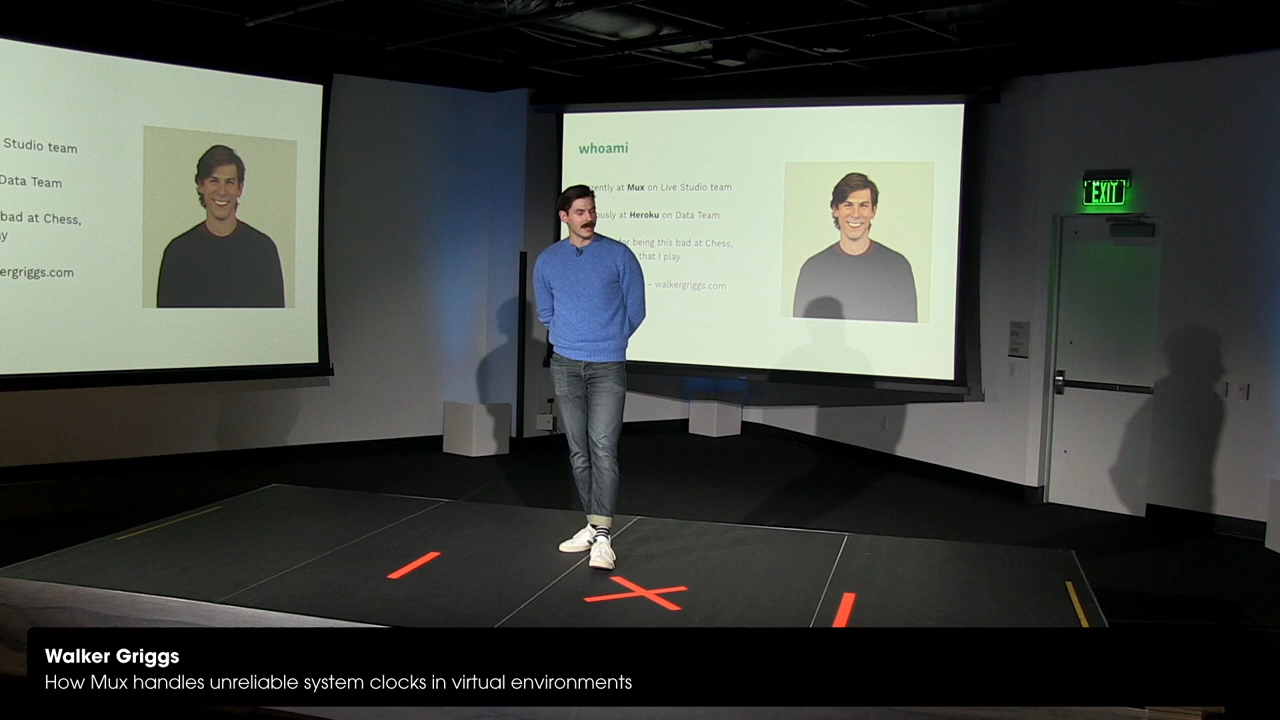 Studio team
Data Team
bad at Chess,
ergriggs.com
whoami
rently at Mux on Live Studio team
ously at Heroku on Data Team
for being this bad at Chess,
that I play
- walkergriggs.com
EXIT
Walker Griggs
How Mux handles unreliable system clocks in virtual environments